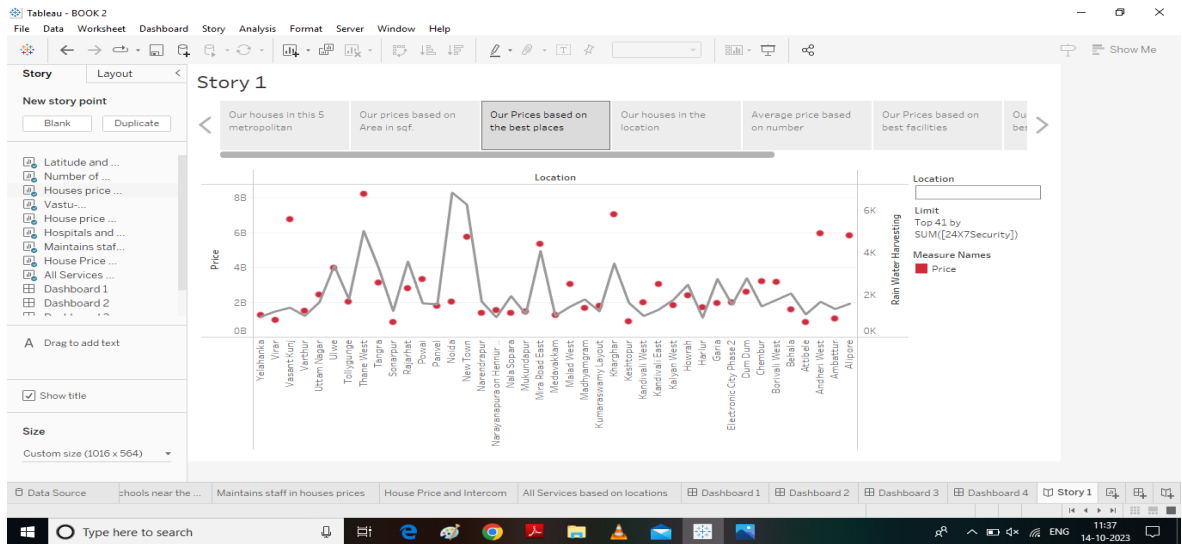 Tableau - BOOK 2
File Data Worksheet Dashboard Story Analysis Format Server Window Help
Show Me
Story Layout
New story point
Blank Duplicate
Latitude and ...
Number of ...
Houses price ...
Vastu-...
House price ...
Hospitals and ...
Maintains staf...
House Price ...
All Services ...
Dashboard 1
Dashboard 2
A Drag to add text
Show title
Size
Custom size (1016 x 564)
Story 1
Our houses in this 5
metropolitan
Our prices based on
Area in sqf.
Our Prices based on
the best places
Our houses in the
location
Average price based
on number
Our Prices based on
best facilities
Ou
bes
Location
Price
8B
6B
4B
2B
0B
6K
4K
2K
0K
Rain Water Harvesting
Yelahanka
Virar
Vasant Kunj
Varthur
Uttam Nagar
Ulwe
Tollygunge
Thane West
Tangra
Sonarpur
Rajarhat
Powai
Panvel
Noida
New Town
Narendrapur
Narayanapura on Hennur ...
Nala Sopara
Mukundapur
Mira Road East
Medavakkam
Malad West
Madhyamgram
Kumaraswamy Layout
Kharghar
Keshtopur
Kandivali West
Kandivali East
Kalyan West
Howrah
Harlur
Garia
Electronic City Phase 2
Dum Dum
Chembur
Borivali West
Behala
Attibele
Andheri West
Ambattur
Alipore
Location
Limit
Top 41 by
SUM([24X7Security])
Measure Names
Price
Data Source
chools near the ...
Maintains staff in houses prices
House Price and Intercom
All Services based on locations
Dashboard 1
Dashboard 2
Dashboard 3
Dashboard 4
Story 1
Type here to search
ENG
11:37
14-10-2023